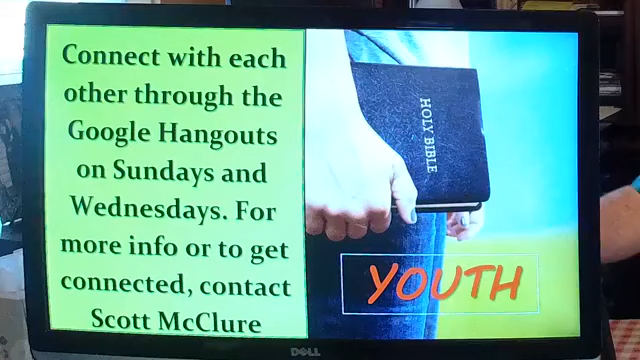 Connect with each
other through the
Google Hangouts
on Sundays and
Wednesdays. For
more info or to get
connected, contact
Scott McClure
HOLY BIBLE
YOUTH
DELL